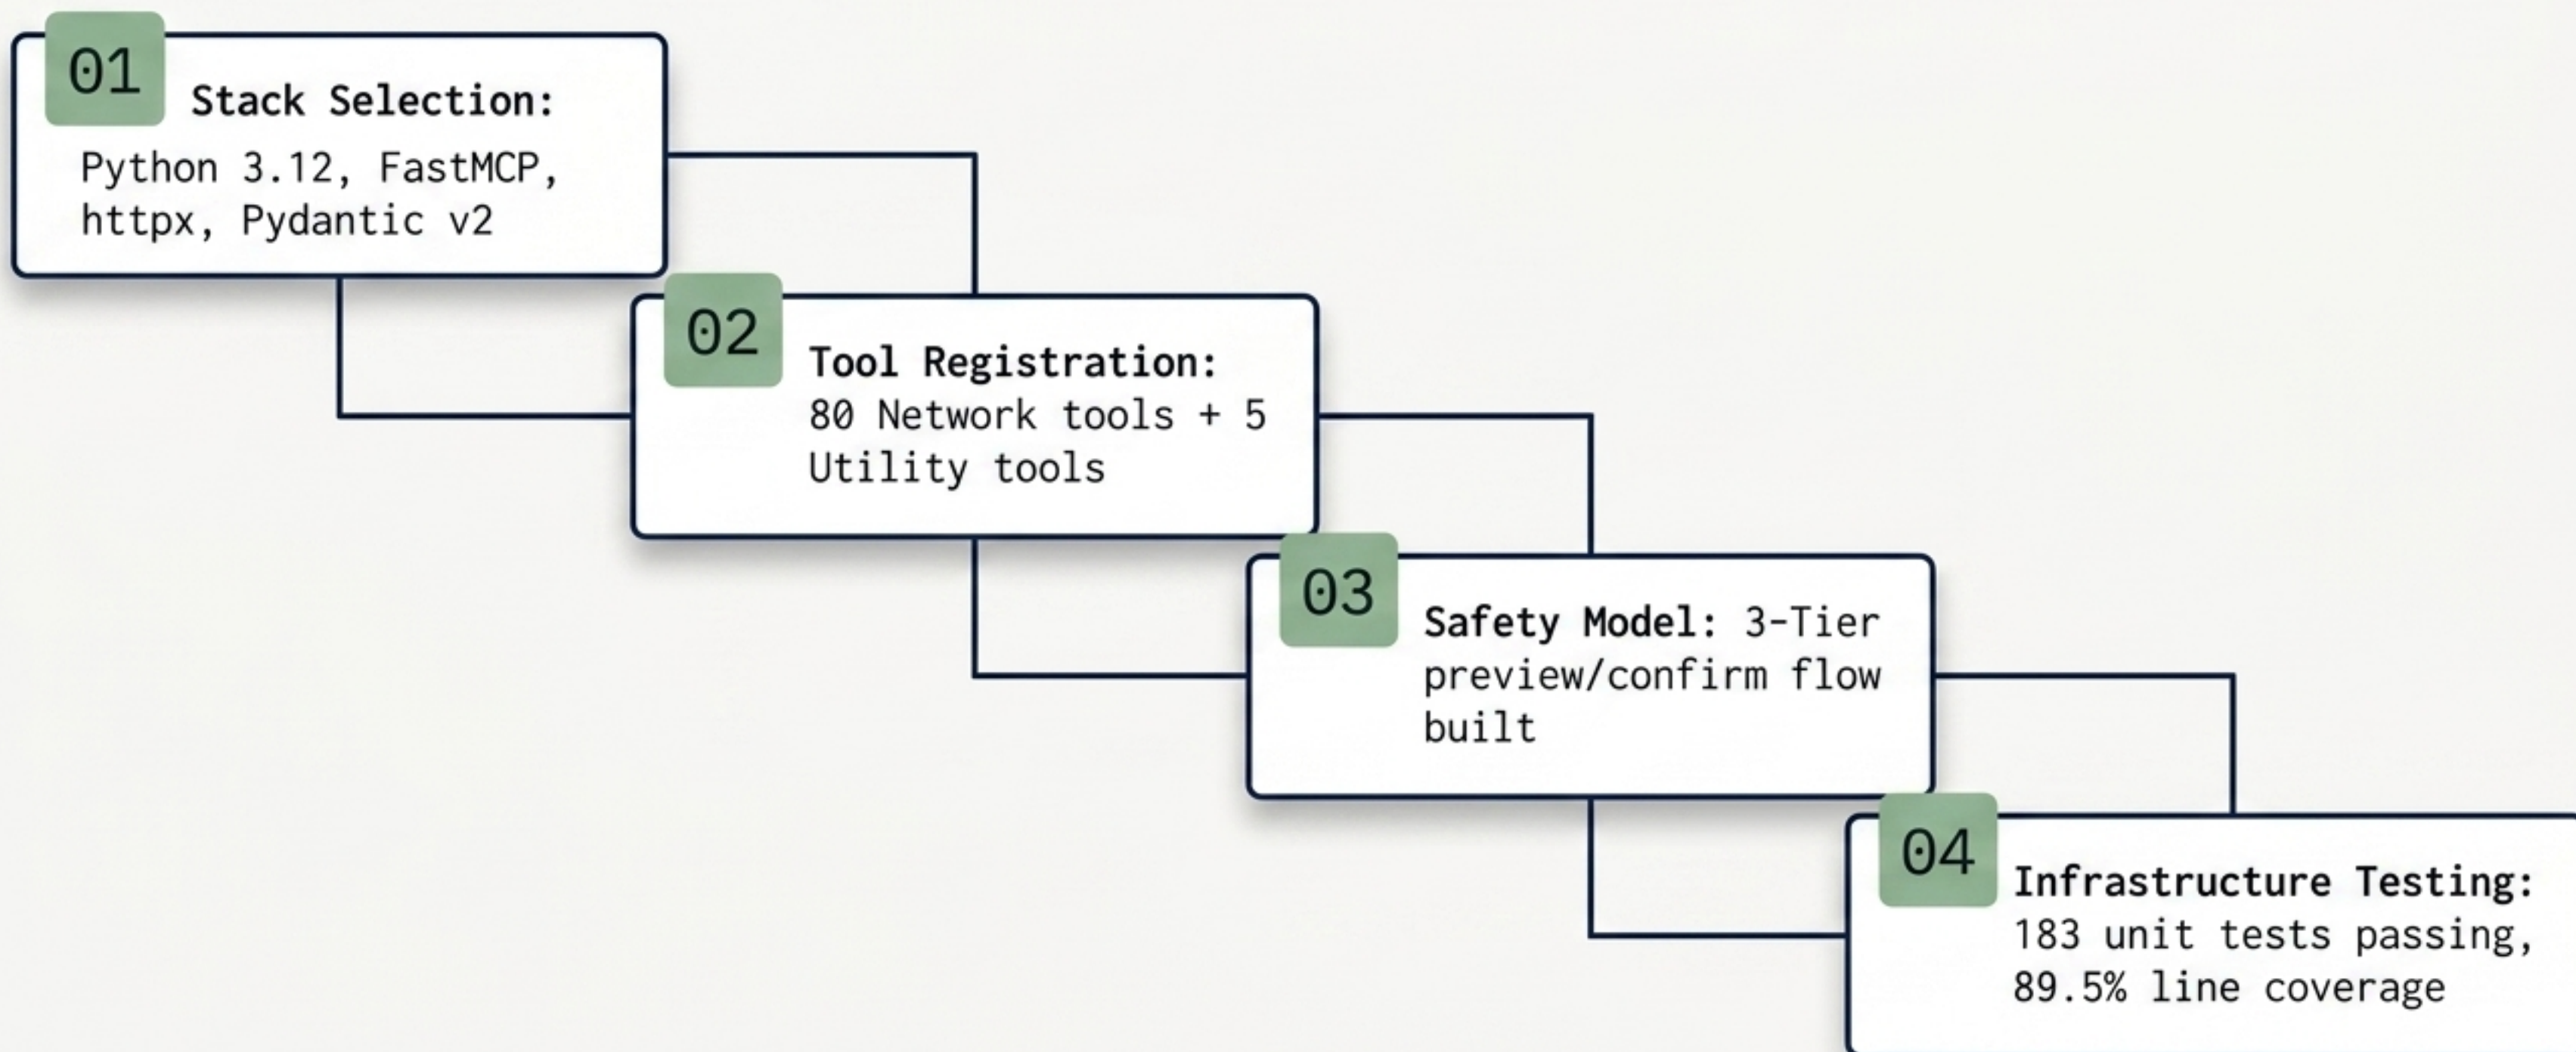 01
Stack Selection:
Python 3.12, FastMCP,
httpx, Pydantic v2
02
Tool Registration:
80 Network tools + 5
Utility tools
03
Safety Model: 3-Tier
preview/confirm flow
built
04
Infrastructure Testing:
183 unit tests passing,
89.5% line coverage